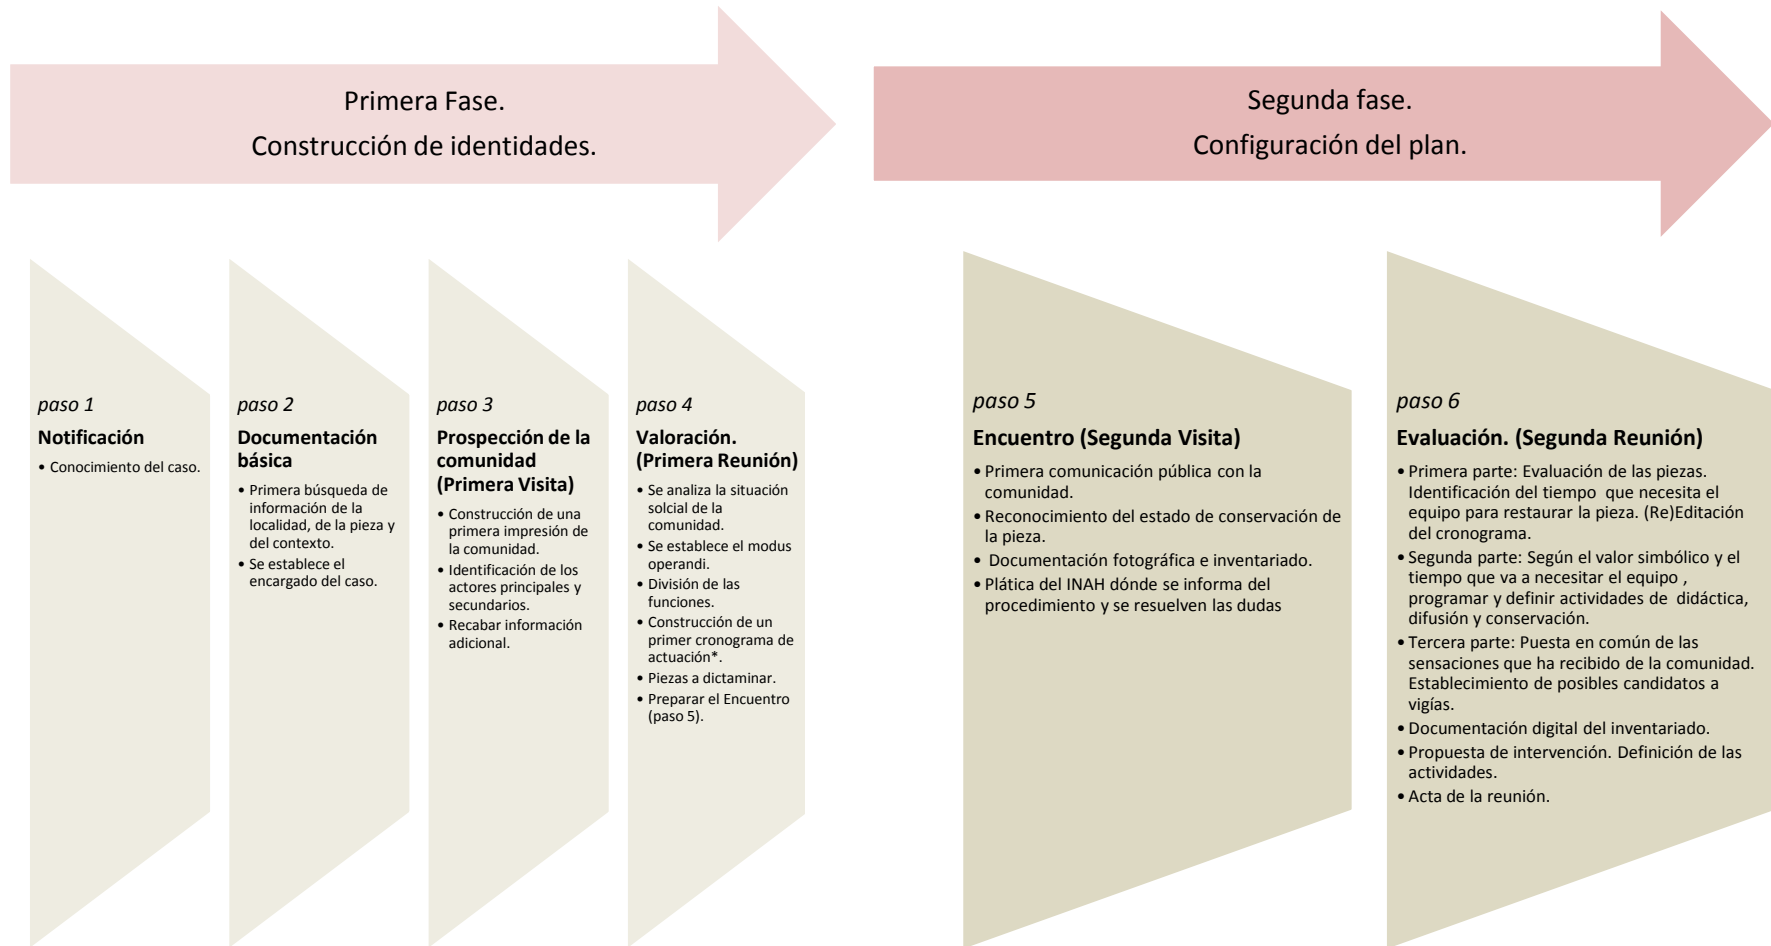 Primera Fase.
Construcción de identidades.
Segunda fase.
Configuración del plan.
paso 1
Notificación
• Conocimiento del caso.
paso 2
Documentación
básica
• Primera búsqueda de
información de la
localidad, de la pieza y
del contexto.
• Se establece el
encargado del caso.
paso 3
Prospección de la
comunidad
(Primera Visita)
• Construcción de una
primera impresión de
la comunidad.
• Identificación de los
actores principales y
secundarios.
• Recabar información
adicional.
paso 4
Valoración.
(Primera Reunión)
• Se analiza la situación
solcial de la
comunidad.
• Se establece el modus
operandi.
• División de las
funciones.
• Construcción de un
primer cronograma de
actuación*.
• Piezas a dictaminar.
• Preparar el Encuentro
(paso 5).
paso 5
Encuentro (Segunda Visita)
• Primera comunicación pública con la
comunidad.
• Reconocimiento del estado de conservación de
la pieza.
• Documentación fotográfica e inventariado.
• Plática del INAH dónde se informa del
procedimiento y se resuelven las dudas
paso 6
Evaluación. (Segunda Reunión)
• Primera parte: Evaluación de las piezas.
Identificación del tiempo que necesita el
equipo para restaurar la pieza. (Re)Editación
del cronograma.
• Segunda parte: Según el valor simbólico y el
tiempo que va a necesitar el equipo ,
programar y definir actividades de didáctica,
difusión y conservación.
• Tercera parte: Puesta en común de las
sensaciones que ha recibido de la comunidad.
Establecimiento de posibles candidatos a
vigías.
• Documentación digital del inventariado.
• Propuesta de intervención. Definición de las
actividades.
• Acta de la reunión.